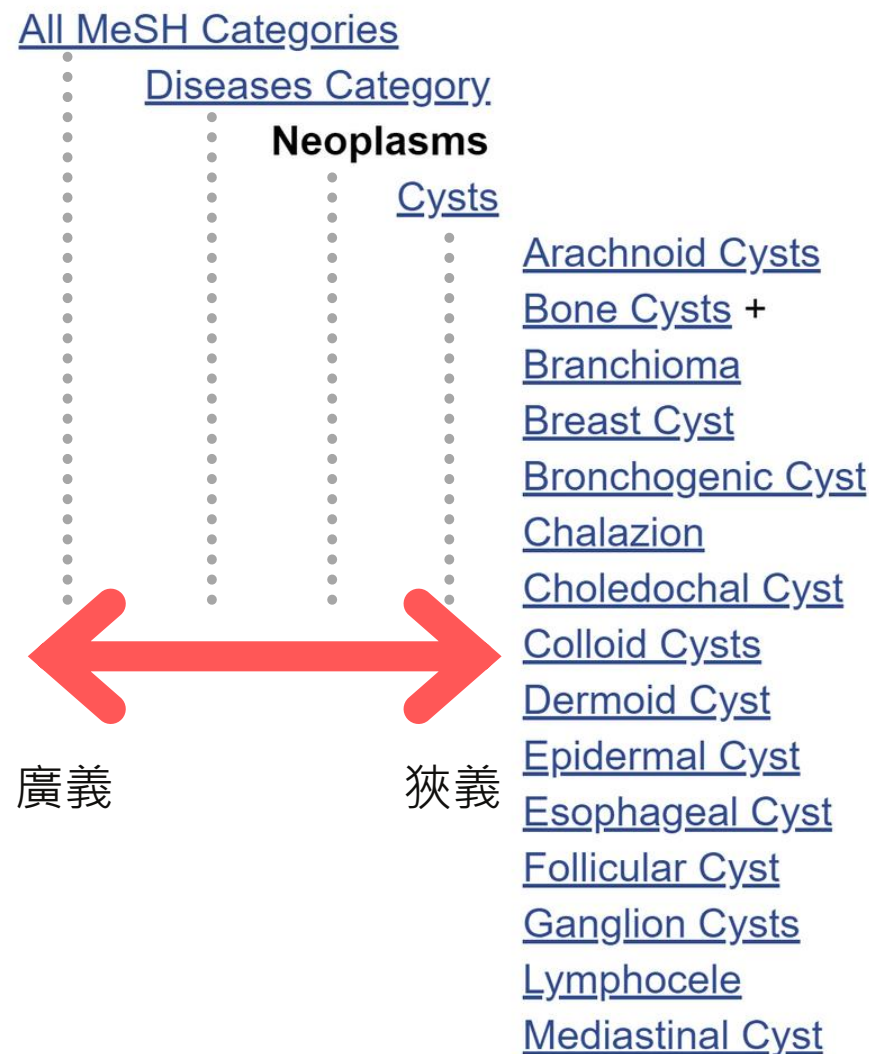 All MeSH Categories
Diseases Category
Neoplasms
Cysts
Arachnoid Cysts
Bone Cysts +
Branchioma
Breast Cyst
Bronchogenic Cyst
Chalazion
Choledochal Cyst
Colloid Cysts
Dermoid Cyst
Epidermal Cyst
Esophageal Cyst
Follicular Cyst
Ganglion Cysts
Lymphocele
Mediastinal Cyst
廣義
狹義